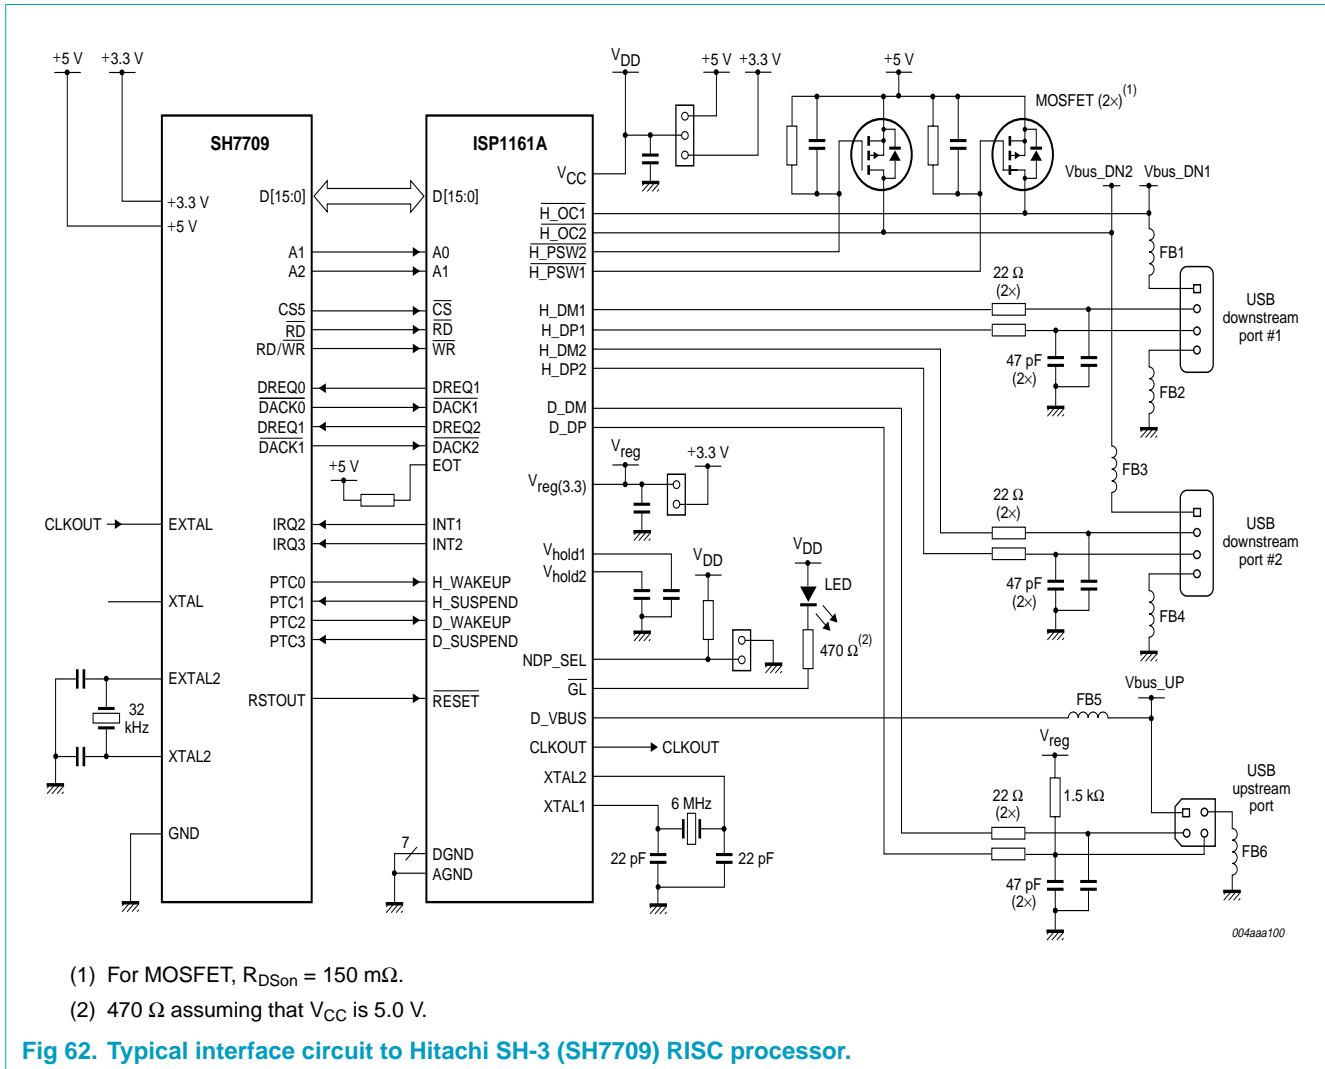 +5 V +3.3 V
SH7709
+3.3 V
+5 V
D[15:0]
A1
A2
CS5
RD
RD/WR
DREQ0
DACK0
DREQ1
DACK1
CLKOUT
EXTAL
IRQ2
IRQ3
XTAL
PTC0
PTC1
PTC2
PTC3
EXTAL2
32
kHz
RSTOUT
XTAL2
GND
ISP1161A
D[15:0]
A0
A1
CS
RD
WR
DREQ1
DACK1
DREQ2
DACK2
EOT
+5 V
INT1
INT2
H_WAKEUP
H_SUSPEND
D_WAKEUP
D_SUSPEND
RESET
7
DGND
AGND
VCC
H_OC1
H_OC2
H_PSW2
H_PSW1
H_DM1
H_DP1
H_DM2
H_DP2
D_DM
D_DP
Vreg(3.3)
Vhold1
Vhold2
NDP_SEL
GL
D_VBUS
CLKOUT
XTAL2
XTAL1
VDD
+5 V +3.3 V
+5 V
MOSFET (2×)(1)
Vbus_DN2 Vbus_DN1
FB1
22 Ω
(2×)
47 pF
(2×)
FB2
USB
downstream
port #1
Vreg
+3.3 V
FB3
22 Ω
(2×)
47 pF
(2×)
FB4
USB
downstream
port #2
VDD
VDD
LED
470 Ω(2)
CLKOUT
6 MHz
22 pF
22 pF
FB5
Vbus_UP
Vreg
1.5 kΩ
22 Ω
(2×)
47 pF
(2×)
FB6
USB
upstream
port
004aaa100
(1) For MOSFET, RDSon = 150 mΩ.
(2) 470 Ω assuming that VCC is 5.0 V.
Fig 62. Typical interface circuit to Hitachi SH-3 (SH7709) RISC processor.